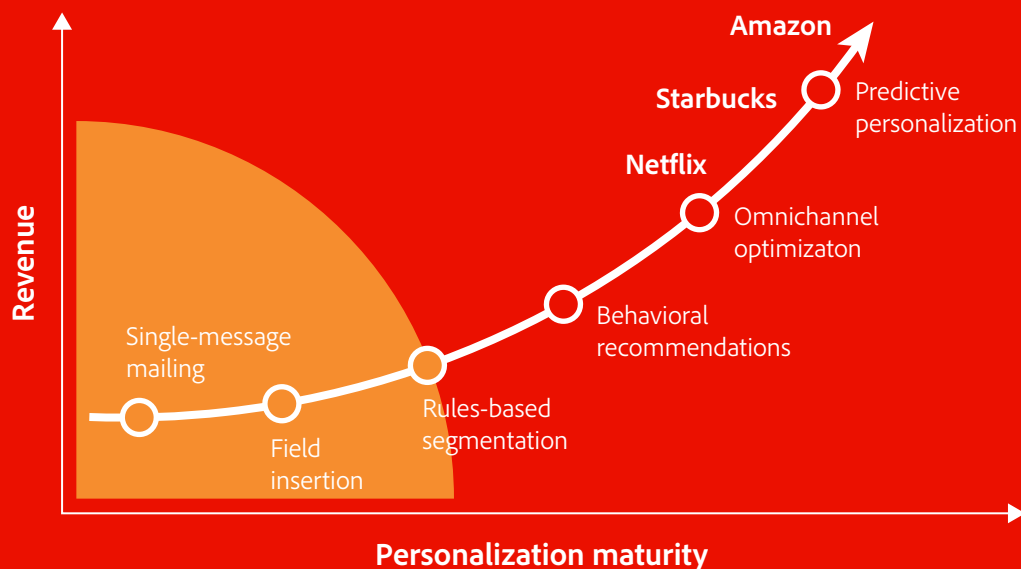 Amazon
Starbucks
Predictive
personalization
Netflix
Omnichannel
optimizaton
Revenue
Behavioral
recommendations
Single-message
mailing
Rules-based
segmentation
Field
insertion
Personalization maturity